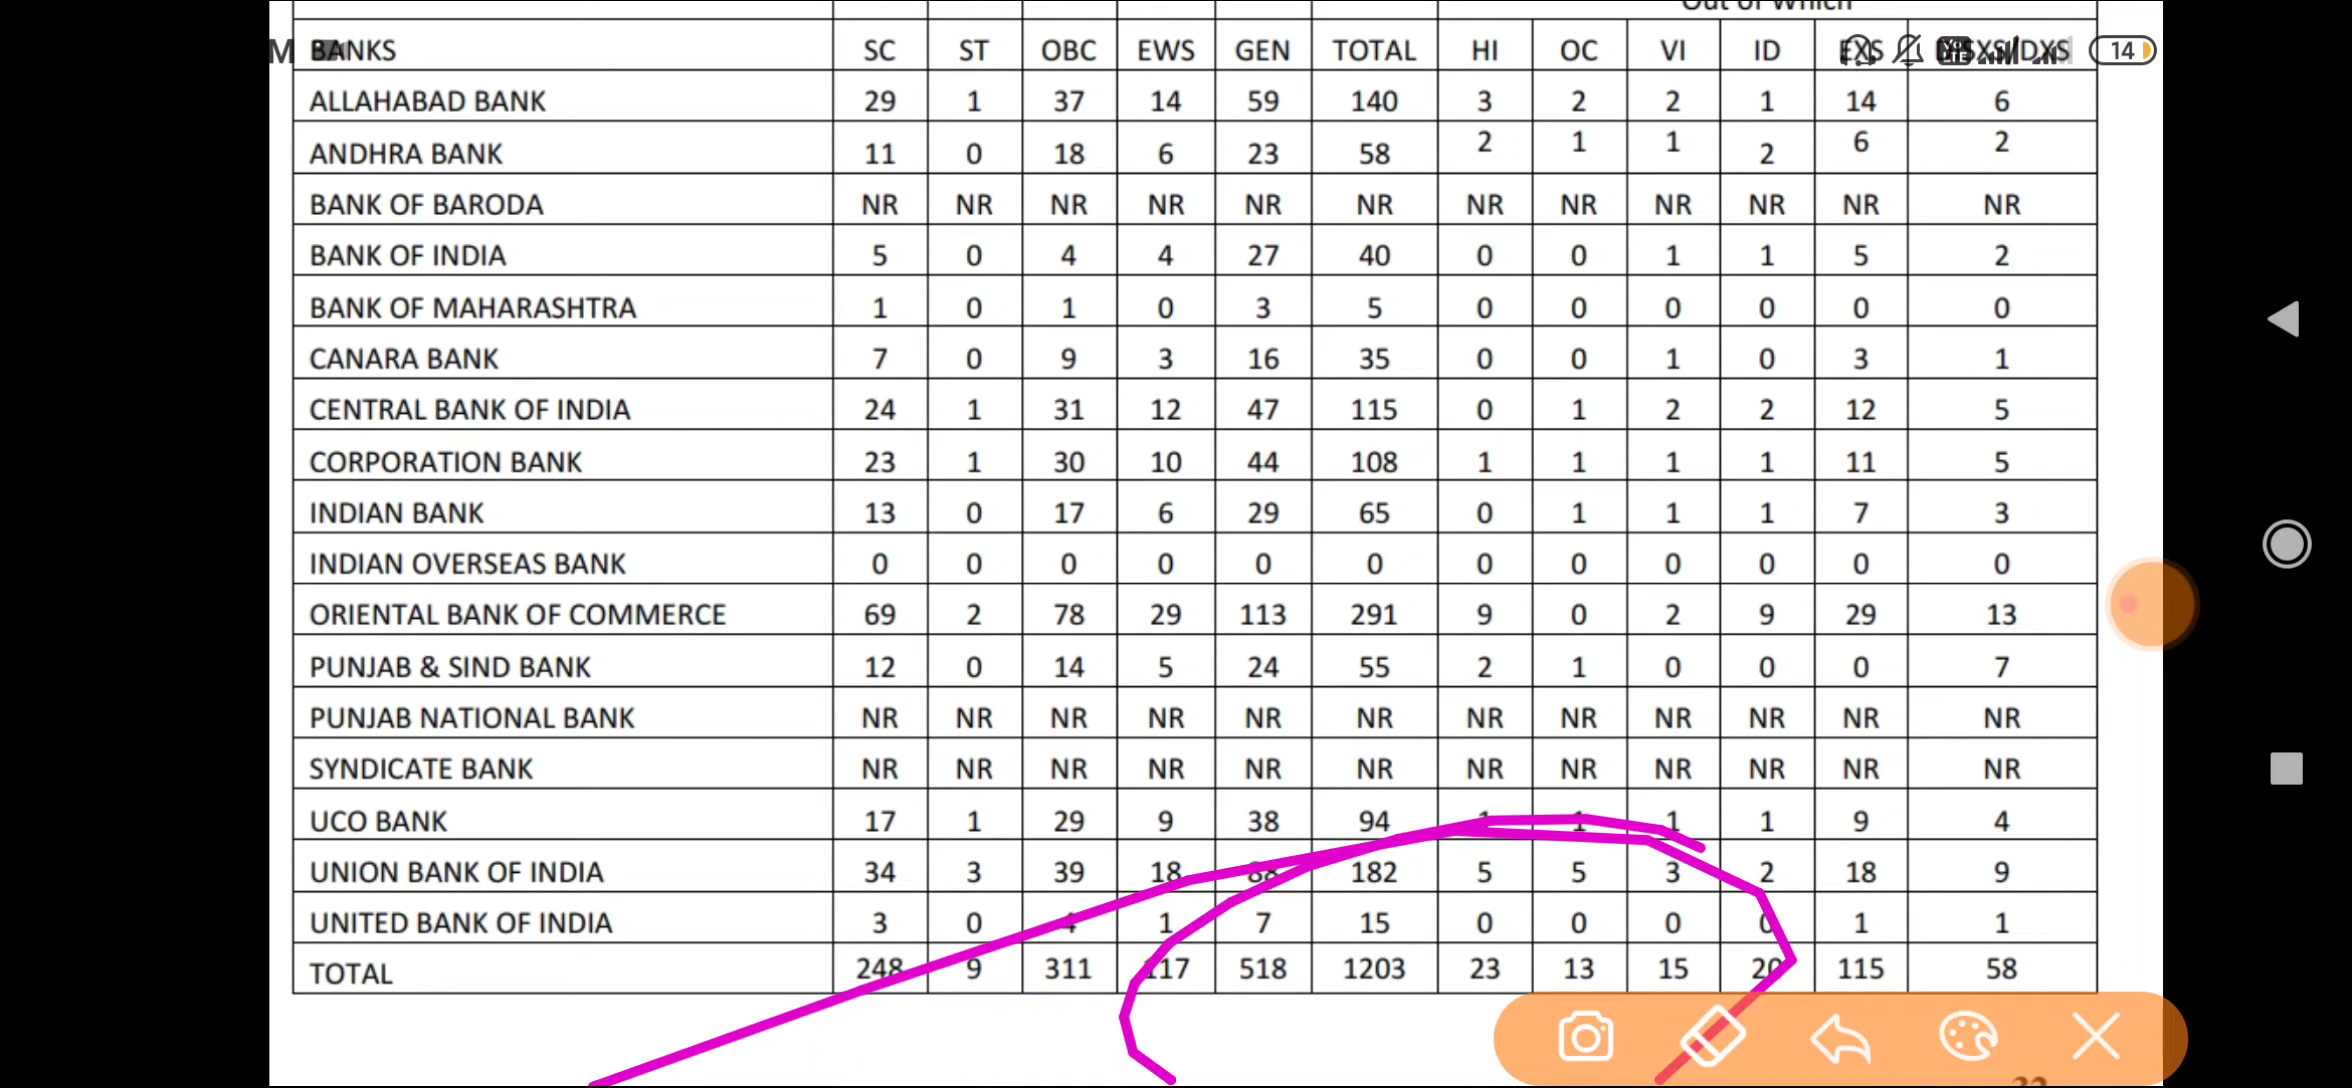 Out of Which
BANKS SC ST OBC EWS GEN TOTAL HI OC VI ID EXS 14
ALLAHABAD BANK 29 1 37 14 59 140 3 2 2 1 14 6
ANDHRA BANK 11 0 18 6 23 58 2 1 1 2 6 2
BANK OF BARODA NR NR NR NR NR NR NR NR NR NR NR NR
BANK OF INDIA 5 0 4 4 27 40 0 0 1 1 5 2
BANK OF MAHARASHTRA 1 0 1 0 3 5 0 0 0 0 0 0
CANARA BANK 7 0 9 3 16 35 0 0 1 0 3 1
CENTRAL BANK OF INDIA 24 1 31 12 47 115 0 1 2 2 12 5
CORPORATION BANK 23 1 30 10 44 108 1 1 1 1 11 5
INDIAN BANK 13 0 17 6 29 65 0 1 1 1 7 3
INDIAN OVERSEAS BANK 0 0 0 0 0 0 0 0 0 0 0 0
ORIENTAL BANK OF COMMERCE 69 2 78 29 113 291 9 0 2 9 29 13
PUNJAB & SIND BANK 12 0 14 5 24 55 2 1 0 0 0 7
PUNJAB NATIONAL BANK NR NR NR NR NR NR NR NR NR NR NR NR
SYNDICATE BANK NR NR NR NR NR NR NR NR NR NR NR NR
UCO BANK 17 1 29 9 38 94 1 1 1 1 9 4
UNION BANK OF INDIA 34 3 39 18 88 182 5 5 3 2 18 9
UNITED BANK OF INDIA 3 0 4 1 7 15 0 0 0 0 1 1
TOTAL 248 9 311 117 518 1203 23 13 15 20 115 58